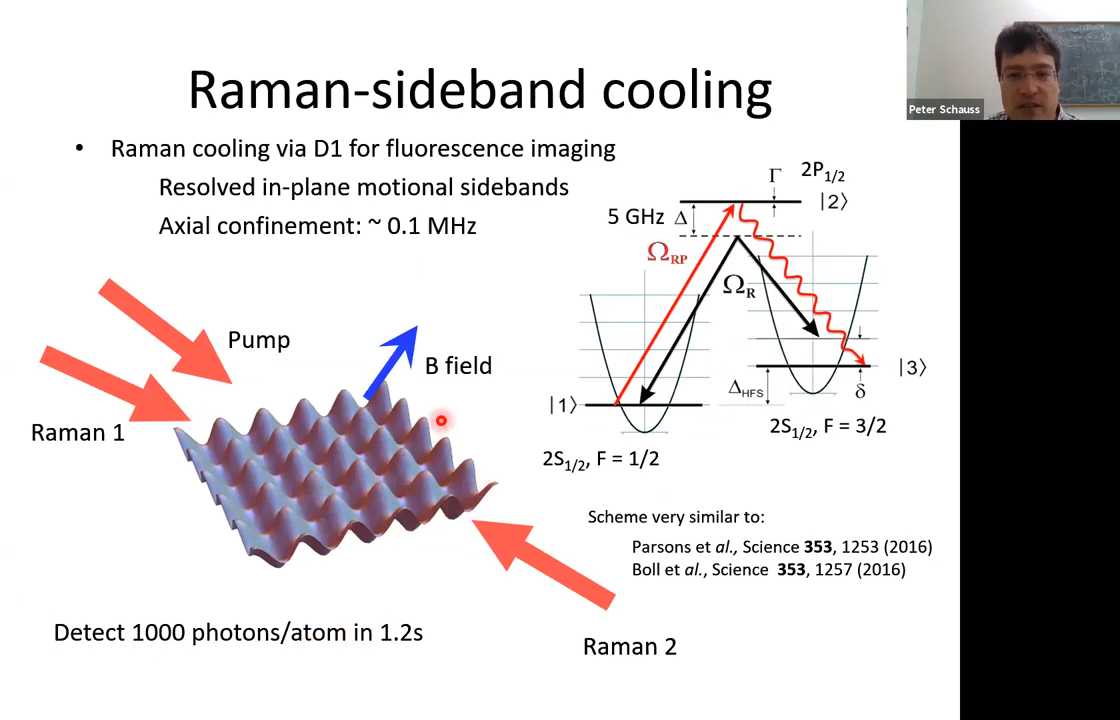 Raman-sideband cooling
Peter Schauss
• Raman cooling via D1 for fluorescence imaging
Resolved in-plane motional sidebands
Axial confinement: ~ 0.1 MHz
Γ 2P1/2
|2⟩
5 GHz Δ
ΩRP
ΩR
Pump
B field
Raman 1
|3⟩
ΔHFS
δ
|1⟩
2S1/2, F = 3/2
2S1/2, F = 1/2
Scheme very similar to:
Parsons et al., Science 353, 1253 (2016)
Boll et al., Science 353, 1257 (2016)
Detect 1000 photons/atom in 1.2s
Raman 2